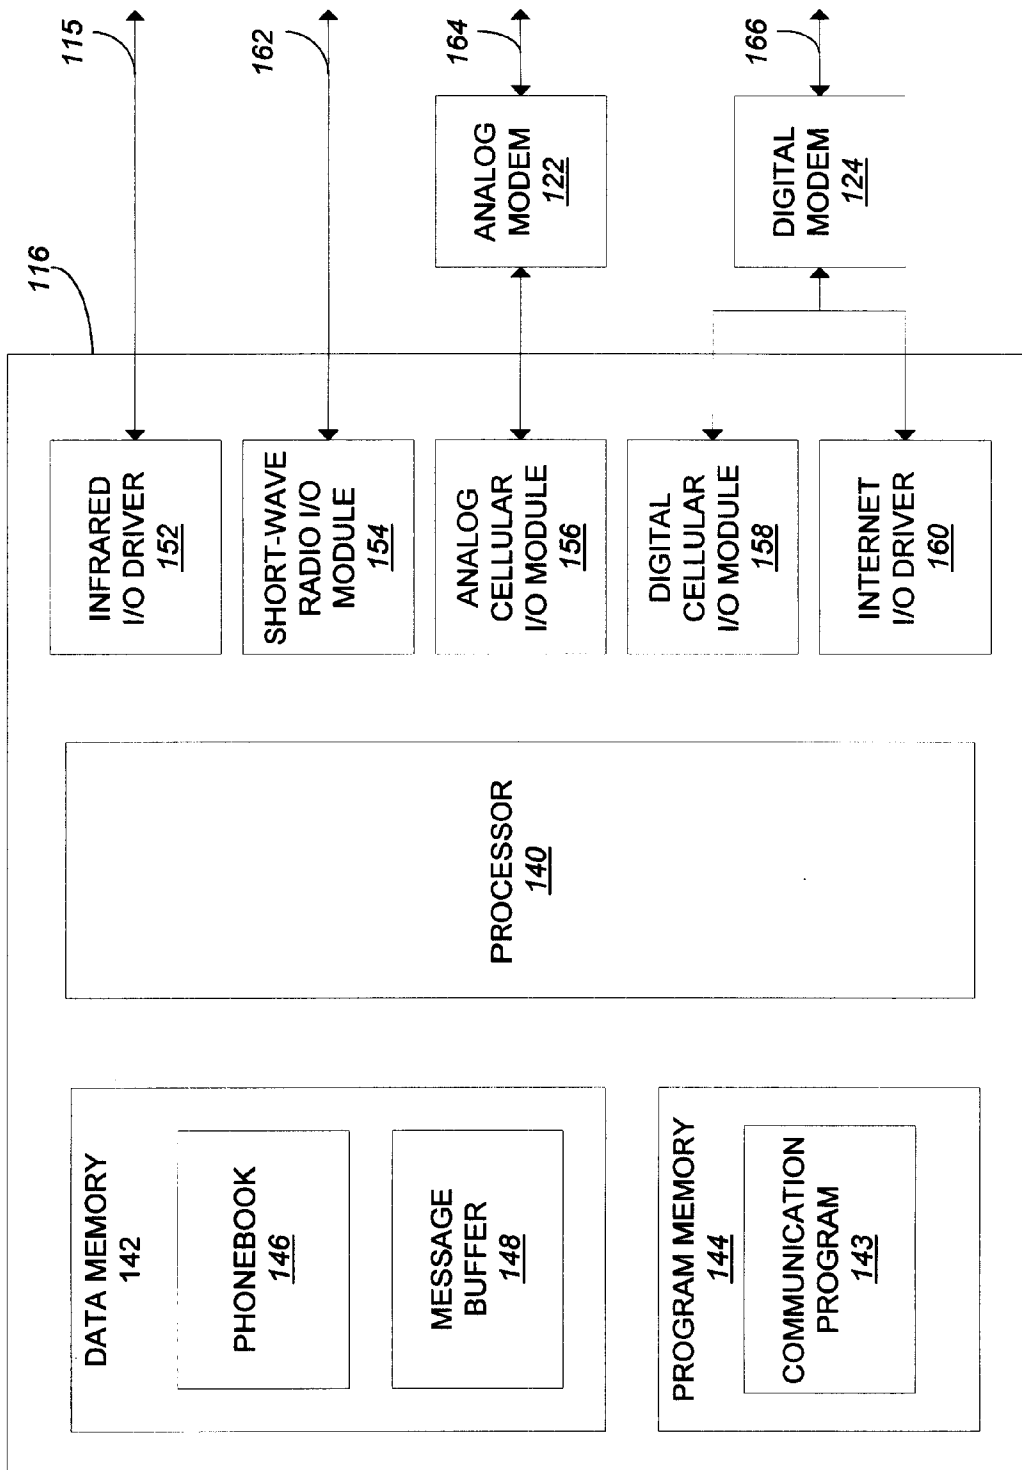 DATA MEMORY
142
PHONEBOOK
146
MESSAGE
BUFFER
148
PROGRAM MEMORY
144
COMMUNICATION
PROGRAM
143
PROCESSOR
140
INFRARED
I/O DRIVER
152
SHORT-WAVE
RADIO I/O
MODULE
154
ANALOG
CELLULAR
I/O MODULE
156
DIGITAL
CELLULAR
I/O MODULE
158
INTERNET
I/O DRIVER
160
116
ANALOG
MODEM
122
DIGITAL
MODEM
124
115
162
164
166